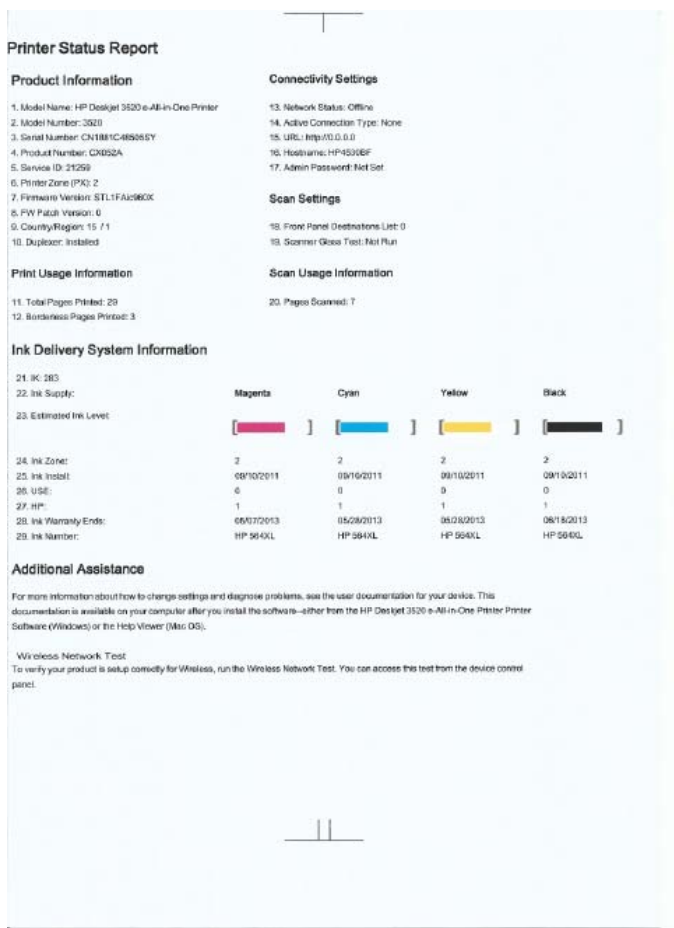 Printer Status Report
Product Information
1. Model Name: HP Deskjet 3520 e-All-in-One Printer
2. Model Number: 3520
3. Serial Number:
4. Product Number: CX052A
5. Service ID: 21259
6. Printer Zone (PX): 2
7. Firmware Version:
8. FW Patch Version: 0
9. Country/Region: 15 / 1
10. Duplexer: Installed
Print Usage Information
11. Total Pages Printed: 29
12. Borderless Pages Printed: 3
Connectivity Settings
13. Network Status: Offline
14. Active Connection Type: None
15. URL: http://0.0.0.0
16. Hostname: HP4530BF
17. Admin Password: Not Set
Scan Settings
18. Front Panel Destinations List: 0
19. Scanner Glass Test: Not Run
Scan Usage Information
20. Pages Scanned: 7
Ink Delivery System Information
21. IK: 283
22. Ink Supply: Magenta Cyan Yellow Black
23. Estimated Ink Level:
24. Ink Zone: 2 2 2 2
25. Ink Install: 09/10/2011 09/10/2011 09/10/2011 09/10/2011
26. USE: 0 0 0
27. HP: 1 1 1 1
28. Ink Warranty Ends: 05/28/2013 05/28/2013 06/18/2013
29. Ink Number: HP 564XL HP 564XL HP 564XL HP 564XL
Additional Assistance
For more information about how to change settings and diagnose problems, see the user documentation for your device. This
documentation is available on your computer after you install the software--either from the HP Deskjet 3520 e-All-in-One Printer Printer
Software (Windows) or the Help Viewer (Mac OS).
Wireless Network Test
To verify your product is setup correctly for Wireless, run the Wireless Network Test. You can access this test from the device control
panel.